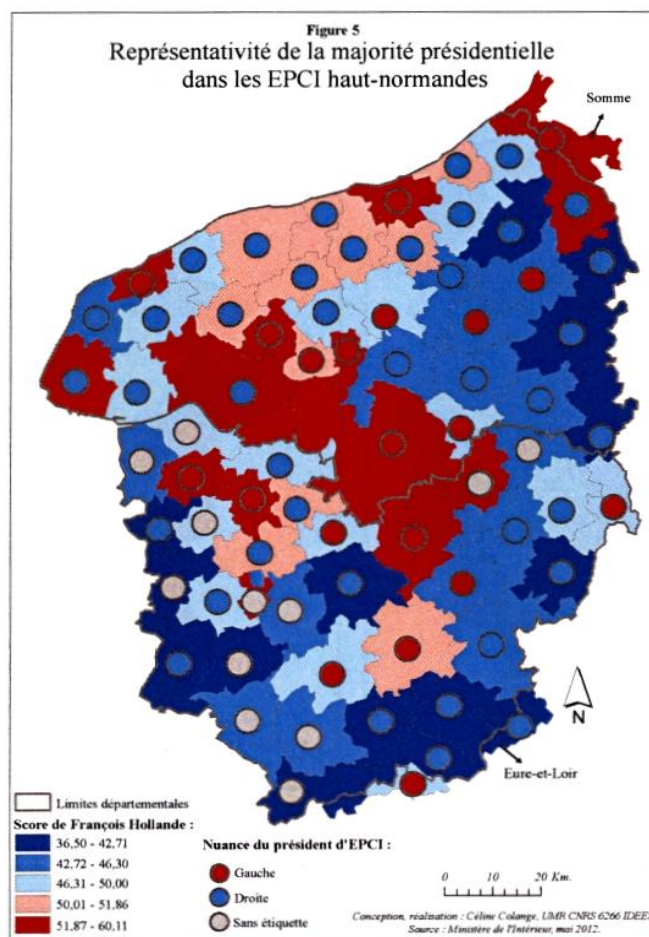 Figure 5
Représentativité de la majorité présidentielle
dans les EPCI haut-normandes
Somme
N
Eure-et-Loir
Limites départementales
Score de François Hollande :
36,50 - 42,71
42,72 - 46,30
46,31 - 50,00
50,01 - 51,86
51,87 - 60,11
Nuance du président d'EPCI :
Gauche
Droite
Sans étiquette
0 10 20 Km.
Conception, réalisation : Céline Colange, UMR CNRS 6266 IDEES
Source : Ministère de l'Intérieur, mai 2012.